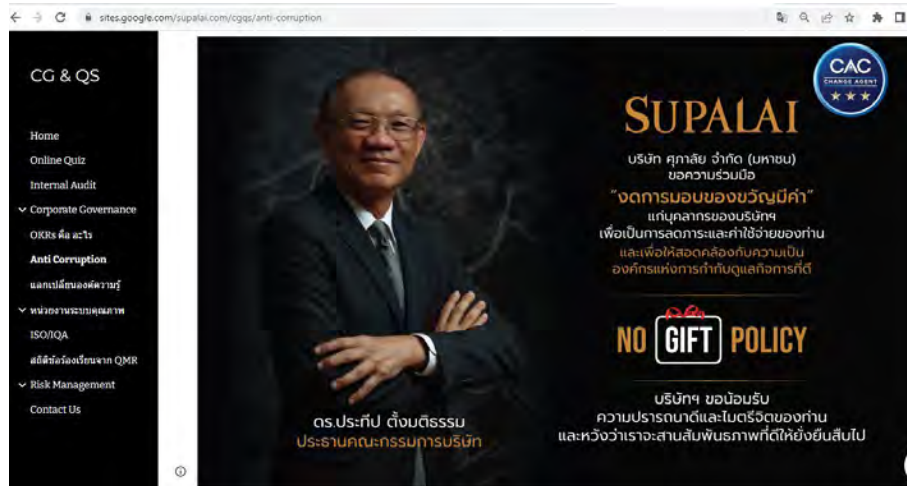 sites.google.com/supalai.com/cgqs/anti-corruption
CG & QS
Home
Online Quiz
Internal Audit
Corporate Governance
OKRs คือ อะไร
Anti Corruption
แลกเปลี่ยนองค์ความรู้
หน่วยงานระบบคุณภาพ
ISO/IQA
สถิติข้อร้องเรียนจาก QMR
Risk Management
Contact Us
CAC
CHANGE AGENT
SUPALAI
บริษัท ศุภาลัย จำกัด (มหาชน)
ขอความร่วมมือ
“งดการมอบของขวัญมีค่า”
แก่บุคลากรของบริษัทฯ
เพื่อเป็นการลดภาระและค่าใช้จ่ายของท่าน
และเพื่อให้สอดคล้องกับความเป็น
องค์กรแห่งการกำกับดูแลกิจการที่ดี
NO GIFT POLICY
บริษัทฯ ขอน้อมรับ
ความปรารถนาดีและไมตรีจิตของท่าน
และหวังว่าเราจะสานสัมพันธภาพที่ดีให้ยั่งยืนสืบไป
ดร.ประทีป ตั้งมติธรรม
ประธานคณะกรรมการบริษัท